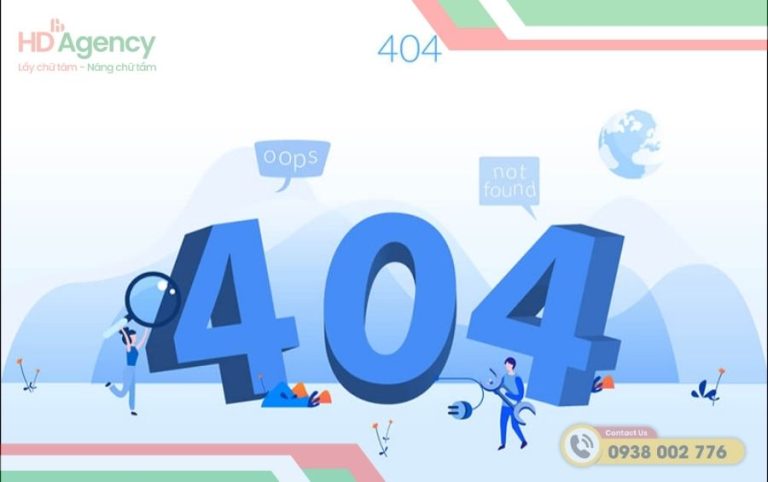 HD Agency
Lấy chữ tâm - Nâng chữ tầm
404
oops
not
found
404
Contact Us
0938 002 776